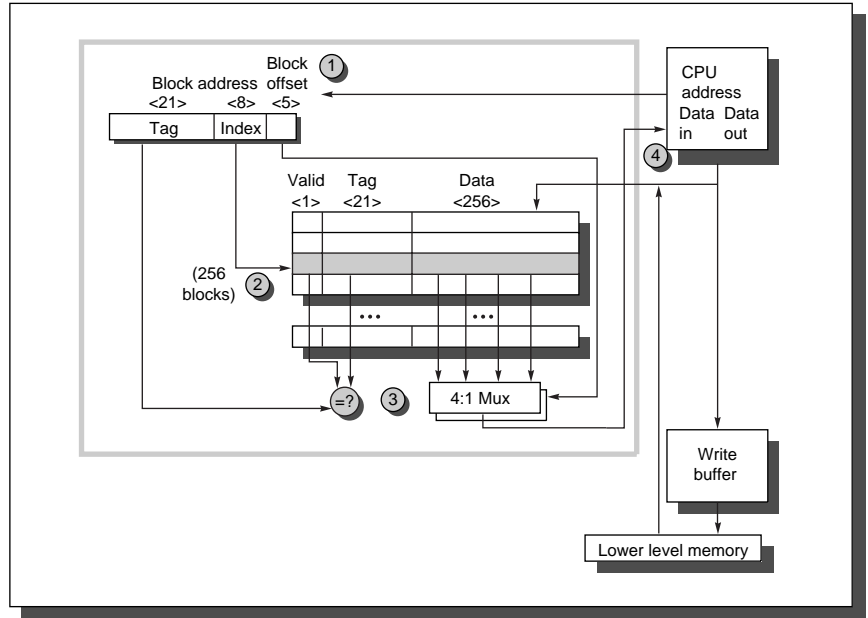 Block
offset
1
Block address
<21> <8> <5>
Tag Index
CPU
address
Data Data
in out
4
Valid Tag Data
<1> <21> <256>
(256
blocks)
2
... ...
=?
3
4:1 Mux
Write
buffer
Lower level memory